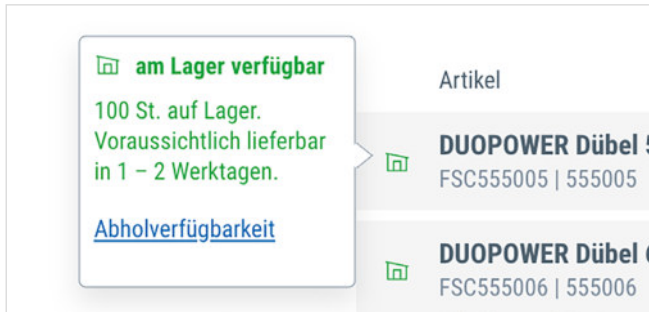 am Lager verfügbar
100 St. auf Lager.
Voraussichtlich lieferbar
in 1 – 2 Werktagen.
Abholverfügbarkeit
Artikel
DUOPOWER Dübel
FSC555005 | 555005
DUOPOWER Dübel
FSC555006 | 555006